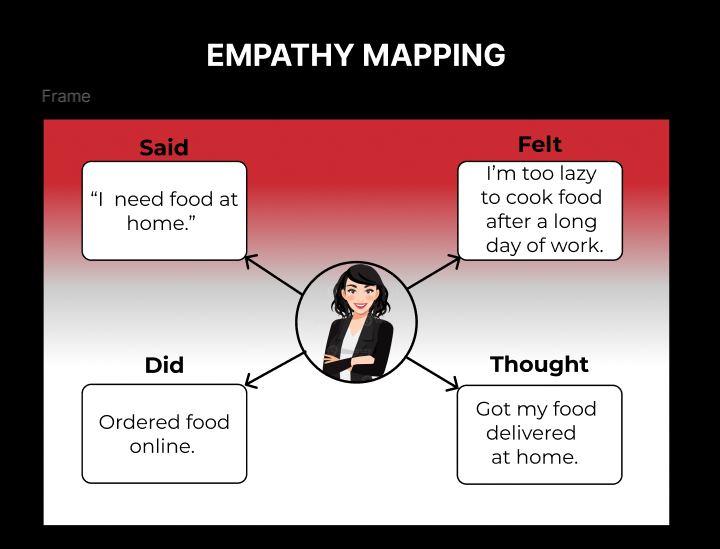 EMPATHY MAPPING
Frame
Said
“I need food at
home.”
Felt
I’m too lazy
to cook food
after a long
day of work.
Did
Ordered food
online.
Thought
Got my food
delivered
at home.